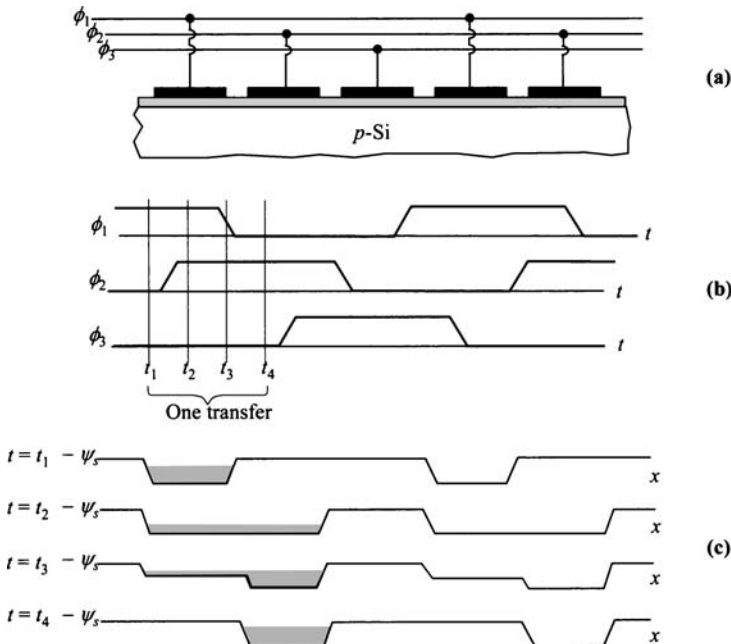 ϕ1
ϕ2
ϕ3
(a)
p-Si
ϕ1
t
ϕ2
t
(b)
ϕ3
t
t1 t2 t3 t4
One transfer
t = t1 − ψs
x
t = t2 − ψs
x
(c)
t = t3 − ψs
x
t = t4 − ψs
x